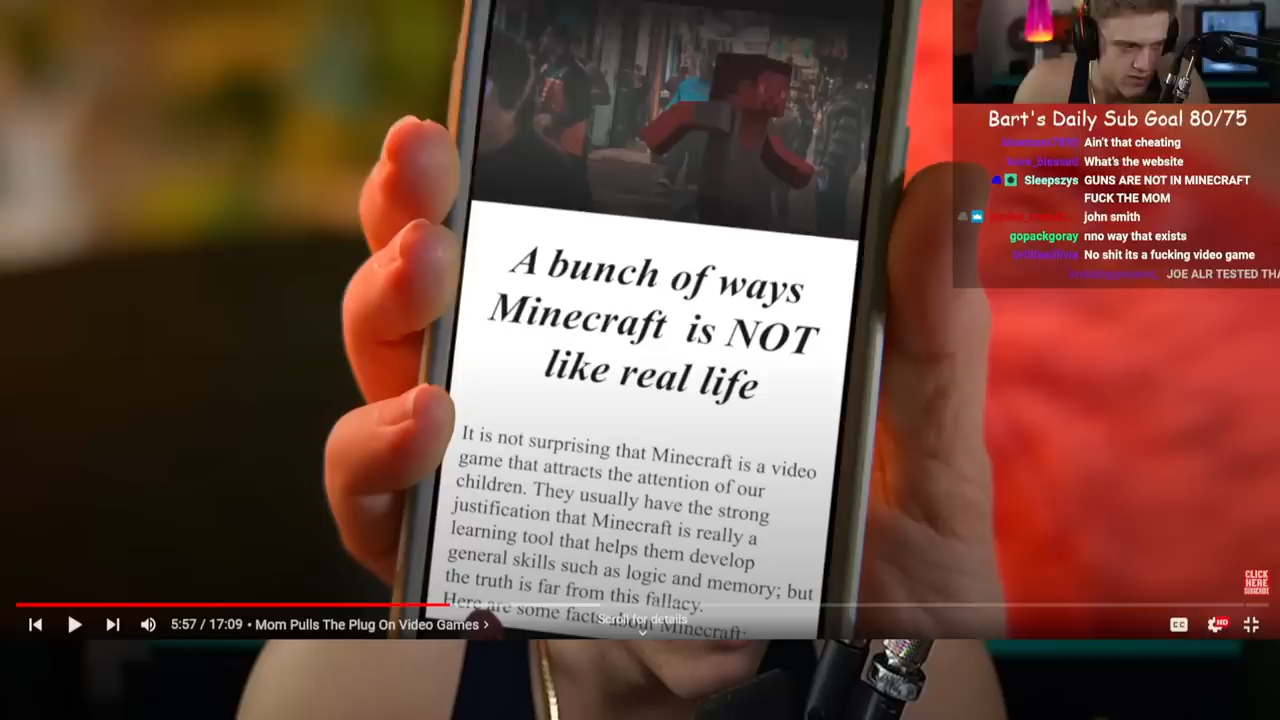 A bunch of ways
Minecraft is NOT
like real life
It is not surprising that Minecraft is a video
game that attracts the attention of our
children. They usually have the strong
justification that Minecraft is really a
learning tool that helps them develop
general skills such as logic and memory; but
the truth is far from this fallacy.
Here are some facts about Minecraft:
Scroll for details
5:57 / 17:09 • Mom Pulls The Plug On Video Games
CC
HD
CLICK
HERE
SUBSCRIBE
Bart's Daily Sub Goal 80/75
Ain't that cheating
What's the website
Sleepszys GUNS ARE NOT IN MINECRAFT
FUCK THE MOM
john smith
gopackgoray nno way that exists
No shit its a fucking video game
JOE ALR TESTED THA